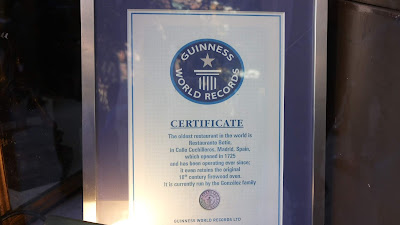 GUINNESS
WORLD RECORDS
CERTIFICATE
The oldest restaurant in the world is
Restaurante Botín,
in Calle Cuchilleros, Madrid, Spain,
which opened in 1725
and has been operating ever since;
it even retains the original
18th century firewood oven.
It is currently run by the González family
GUINNESS WORLD RECORDS LTD